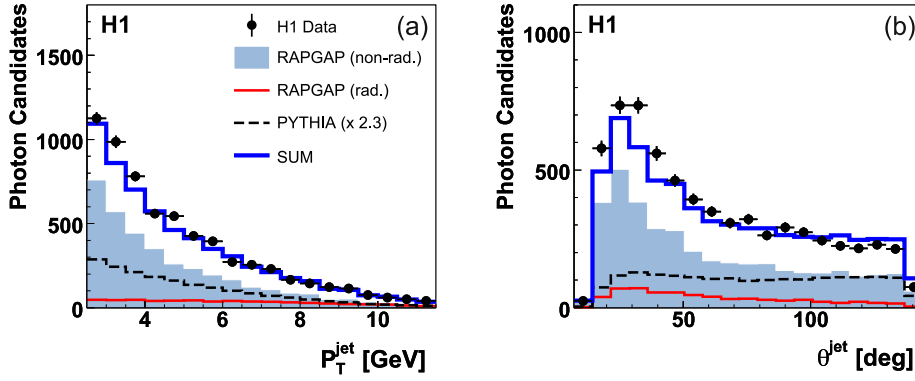 H1
(a)
H1 Data
RAPGAP (non-rad.)
RAPGAP (rad.)
PYTHIA (x 2.3)
SUM
Photon Candidates
0
500
1000
1500
4
6
8
10
P_T^jet [GeV]
H1
(b)
Photon Candidates
0
500
1000
50
100
θ^jet [deg]